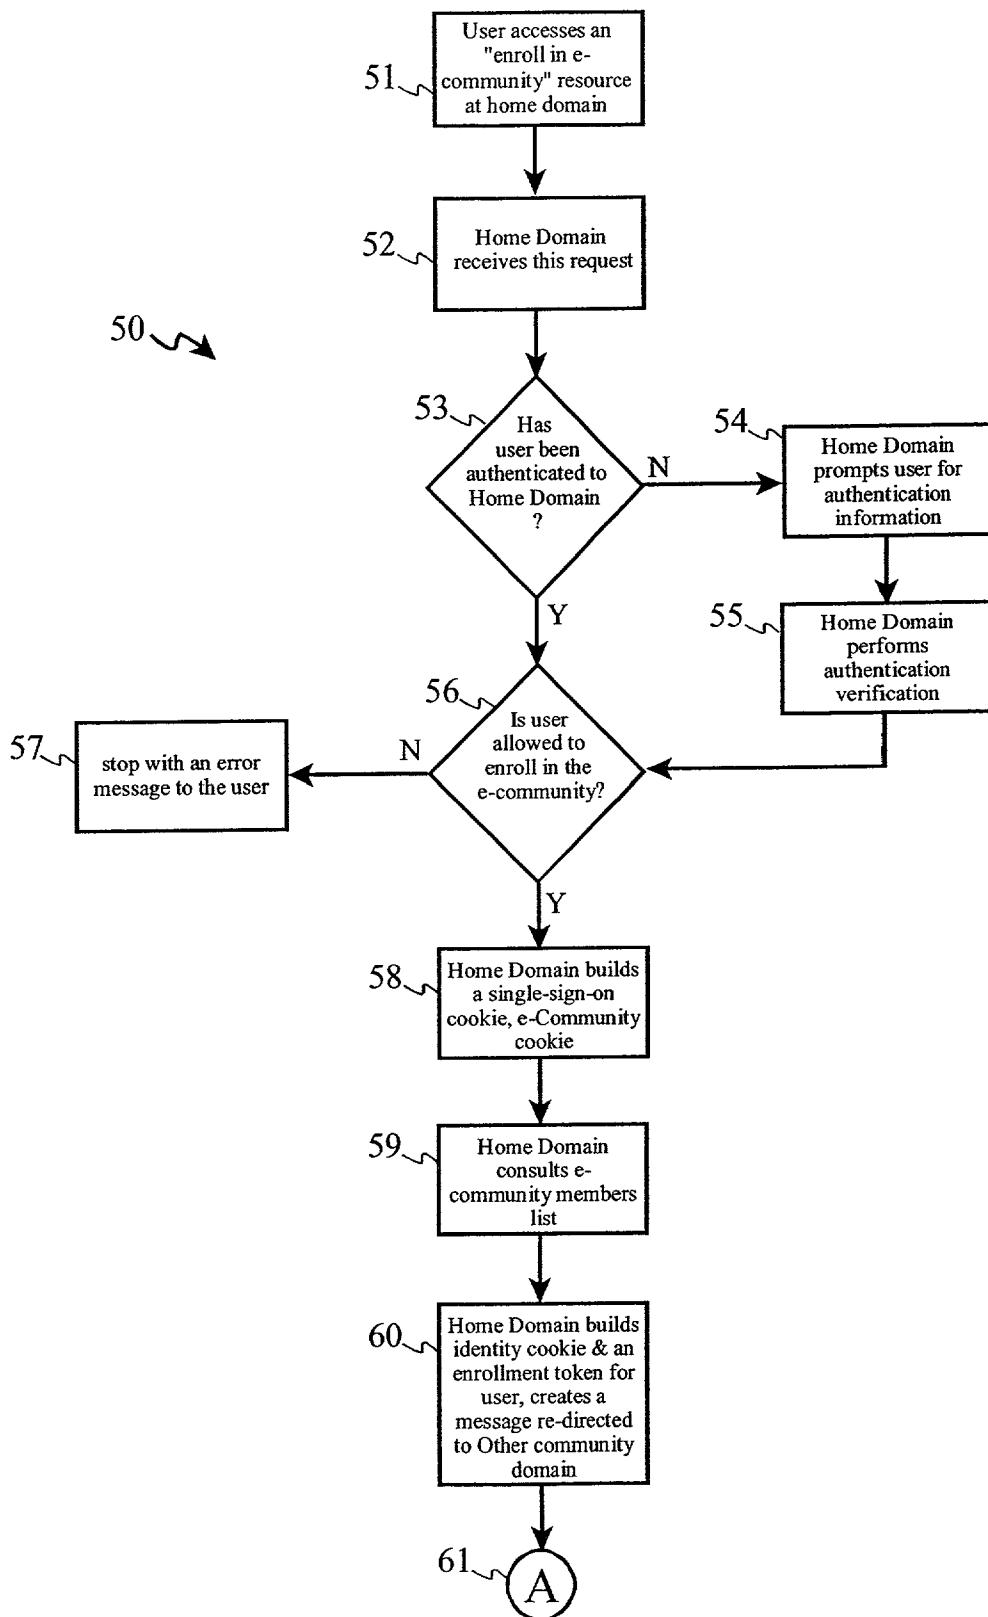 User accesses an
"enroll in e-
community" resource
at home domain
51
Home Domain
receives this request
52
50
53
Has
user been
authenticated to
Home Domain
?
N
Y
54
Home Domain
prompts user for
authentication
information
55
Home Domain
performs
authentication
verification
56
Is user
allowed to
enroll in the
e-community?
N
Y
57
stop with an error
message to the user
58
Home Domain builds
a single-sign-on
cookie, e-Community
cookie
59
Home Domain
consults e-
community members
list
60
Home Domain builds
identity cookie & an
enrollment token for
user, creates a
message re-directed
to Other community
domain
61
A